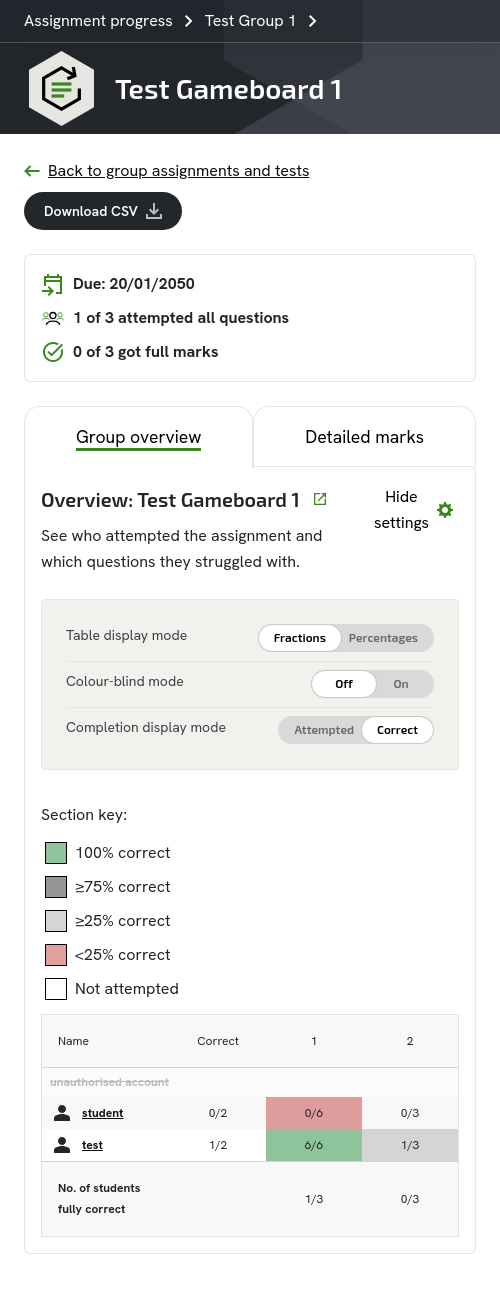 Assignment progress Test Group 1
Test Gameboard 1
Back to group assignments and tests
Download CSV
Due: 20/01/2050
1 of 3 attempted all questions
0 of 3 got full marks
Group overview Detailed marks
Overview: Test Gameboard 1
Hide settings
See who attempted the assignment and
which questions they struggled with.
Table display mode Fractions Percentages
Colour-blind mode Off On
Completion display mode Attempted Correct
Section key:
100% correct
≥75% correct
≥25% correct
<25% correct
Not attempted
Name Correct 1 2
unauthorised account
student 0/2 0/6 0/3
test 1/2 6/6 1/3
No. of students
fully correct 1/3 0/3